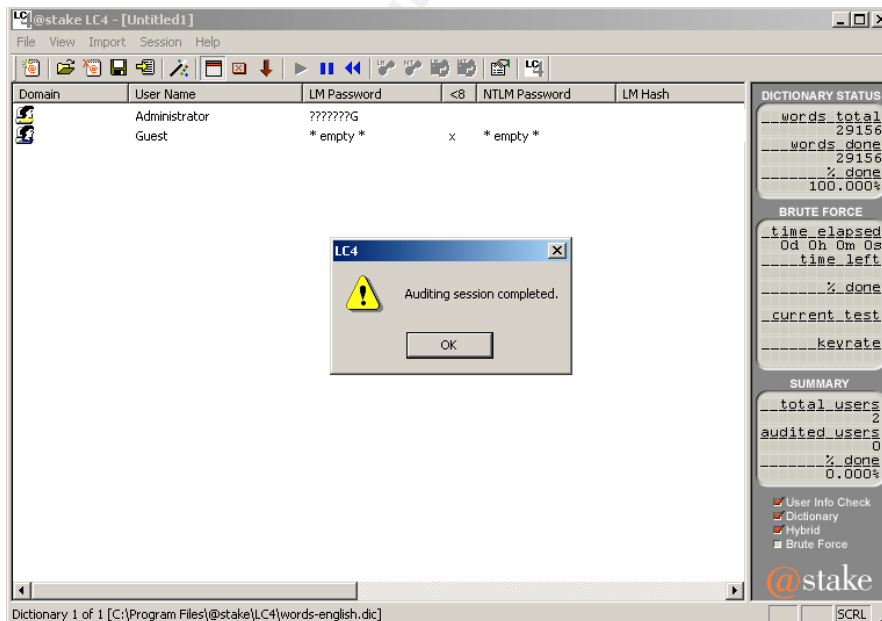 LC4 @stake LC4 - [Untitled1]
File View Import Session Help
Domain User Name LM Password <8 NTLM Password LM Hash
Administrator ???????G
Guest * empty * x * empty *
LC4
Auditing session completed.
OK
DICTIONARY STATUS
words_total
29156
words_done
29156
% done
100.000%
BRUTE FORCE
time elapsed
0d 0h 0m 0s
time left
% done
current test
keyrate
SUMMARY
total users
2
audited users
0
% done
0.000%
User Info Check
Dictionary
Hybrid
Brute Force
@stake
Dictionary 1 of 1 [C:\Program Files\@stake\LC4\words-english.dic]
SCRL